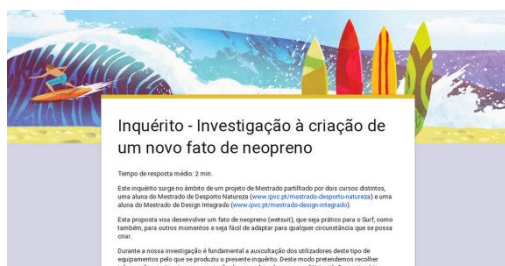 Inquérito - Investigação à criação de
um novo fato de neopreno
Tempo de resposta médio: 2 min.
Este inquérito surge no âmbito de um projeto de Mestrado partilhado por dois cursos distintos,
uma aluna do Mestrado de Desporto Natureza (www.ipvc.pt/mestrado-desporto-natureza) e uma
aluna do Mestrado de Design Integrado (www.ipvc.pt/mestrado-design-integrado).
Esta proposta visa desenvolver um fato de neopreno (wetsuit), que seja prático para o Surf, como
também, para outros momentos e seja fácil de adaptar para qualquer circunstância que se possa
criar.
Durante a nossa investigação é fundamental a auscultação dos utilizadores deste tipo de
equipamentos pelo que se produziu o presente inquérito. Deste modo pretendemos recolher